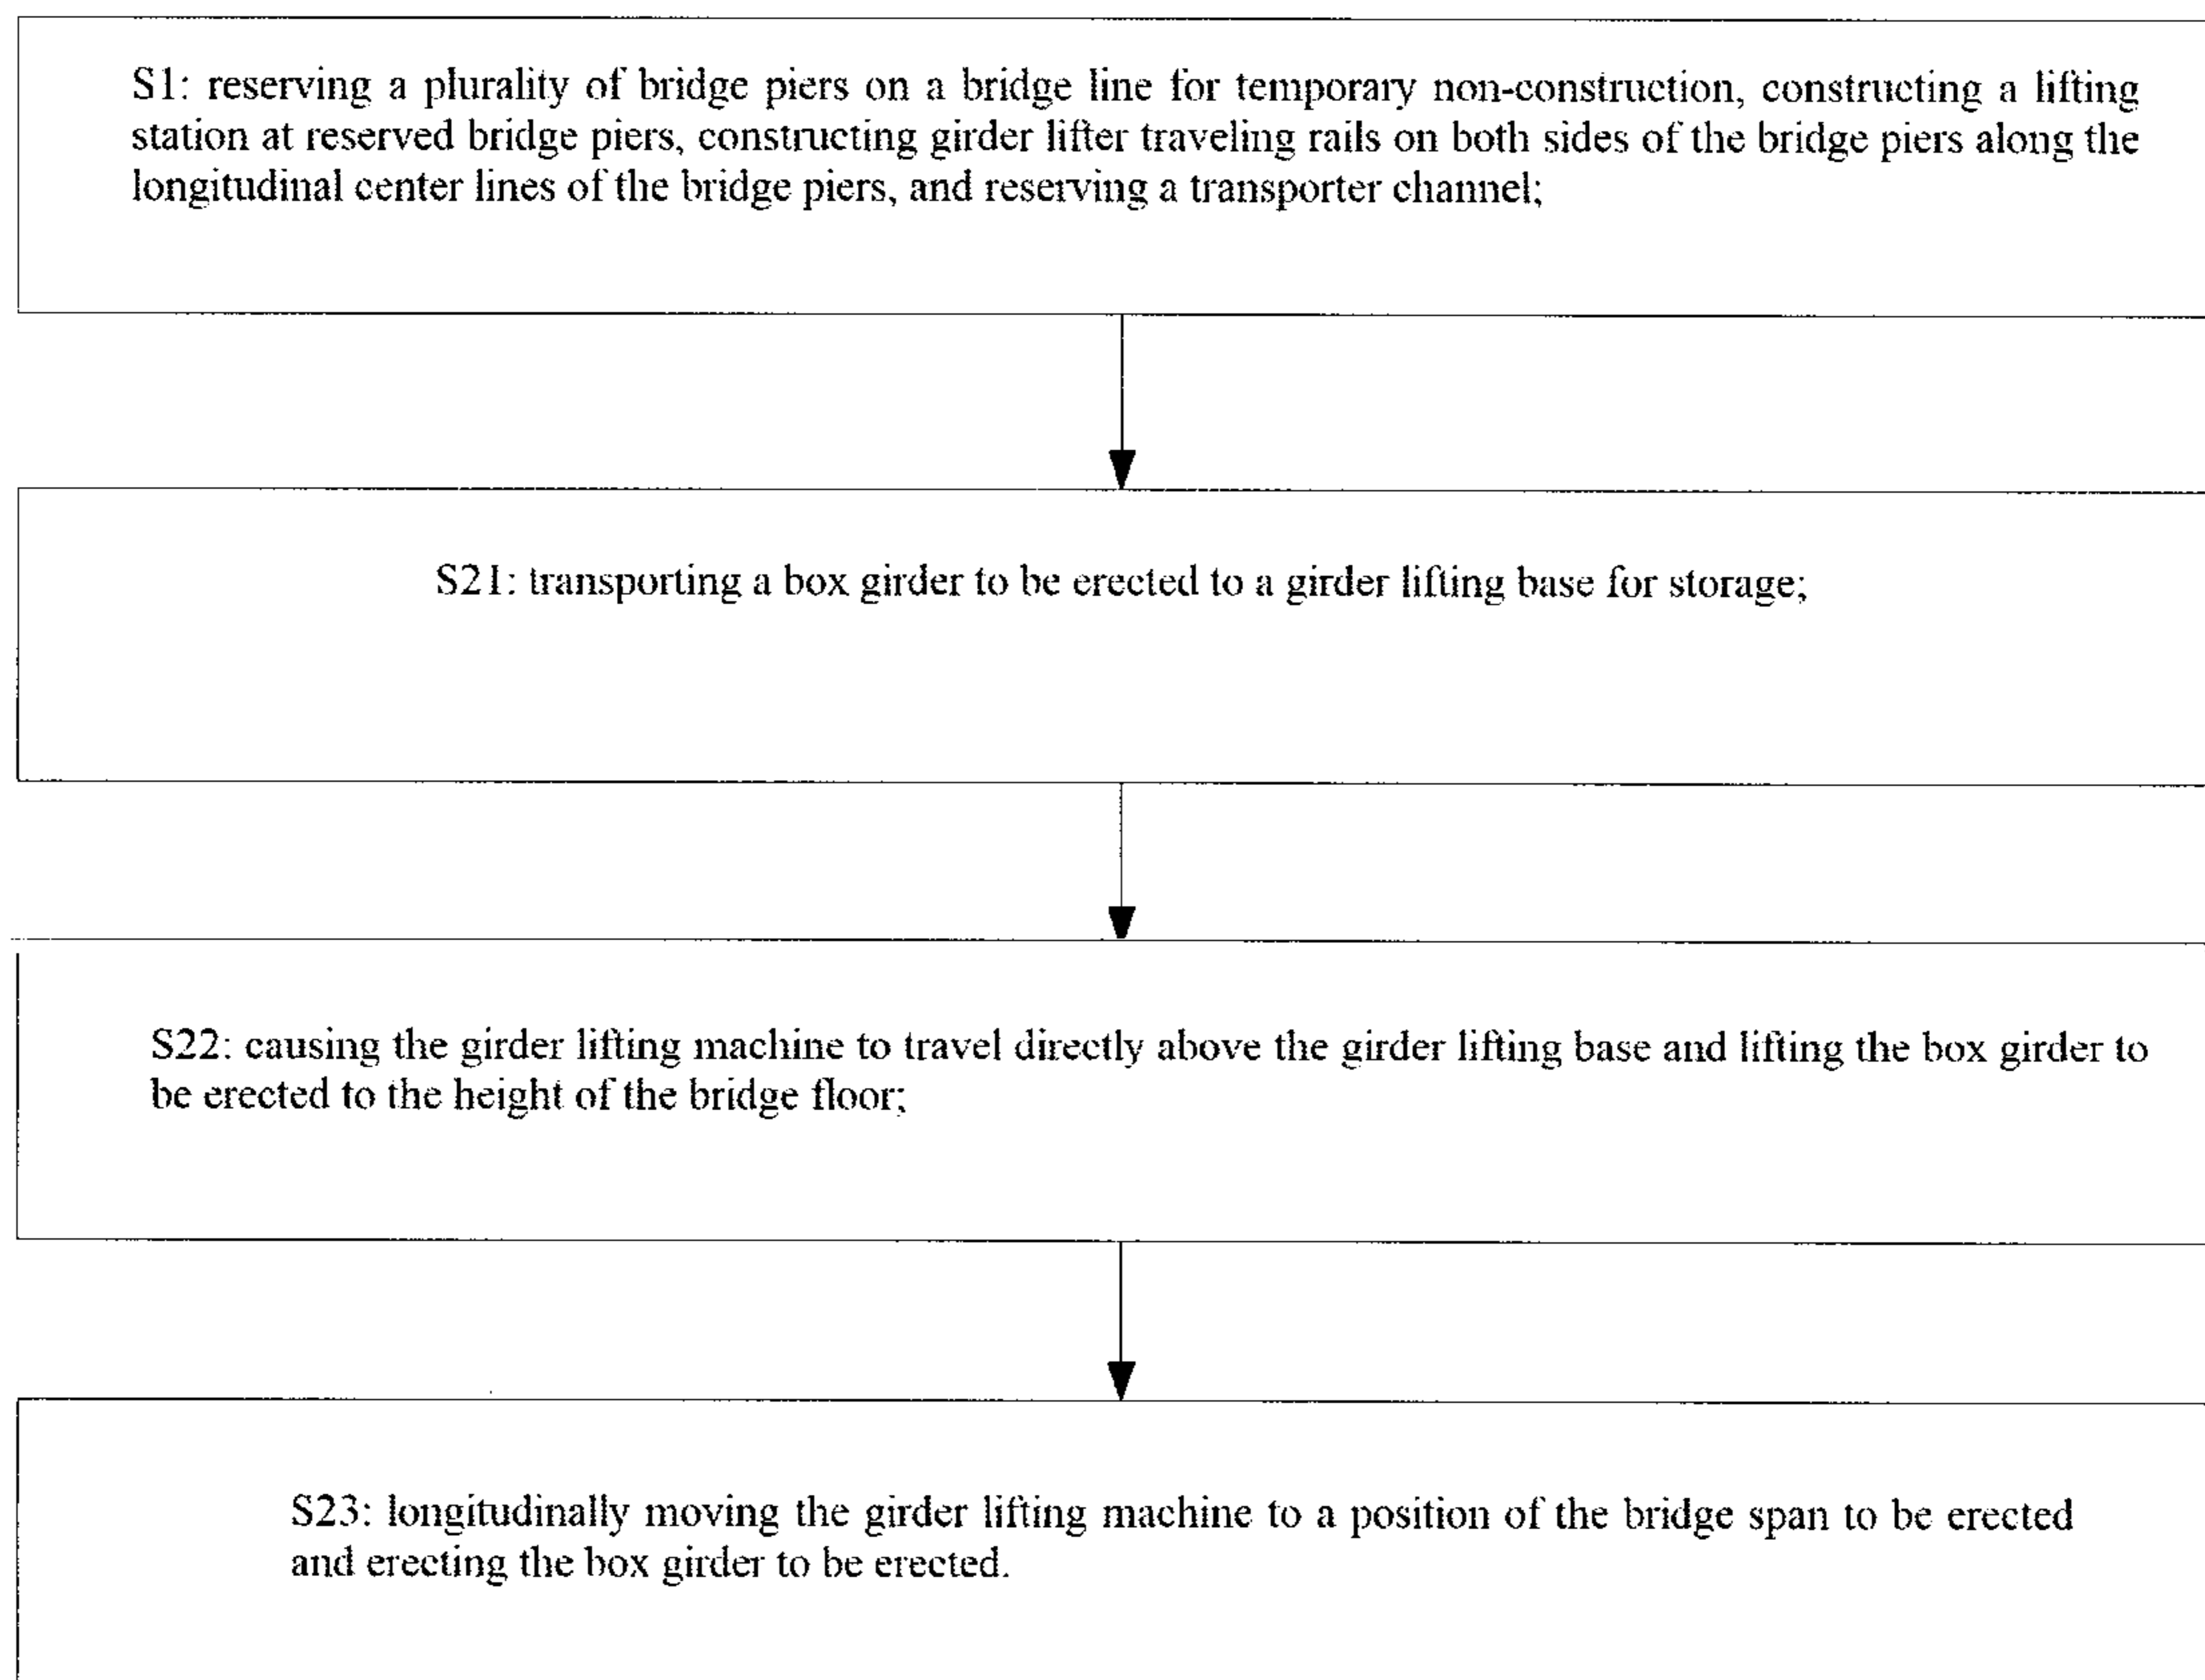 S1: reserving a plurality of bridge piers on a bridge line for temporary non-construction, constructing a lifting
station at reserved bridge piers, constructing girder lifter traveling rails on both sides of the bridge piers along the
longitudinal center lines of the bridge piers, and reserving a transporter channel;
S21: transporting a box girder to be erected to a girder lifting base for storage;
S22: causing the girder lifting machine to travel directly above the girder lifting base and lifting the box girder to
be erected to the height of the bridge floor;
S23: longitudinally moving the girder lifting machine to a position of the bridge span to be erected
and erecting the box girder to be erected.